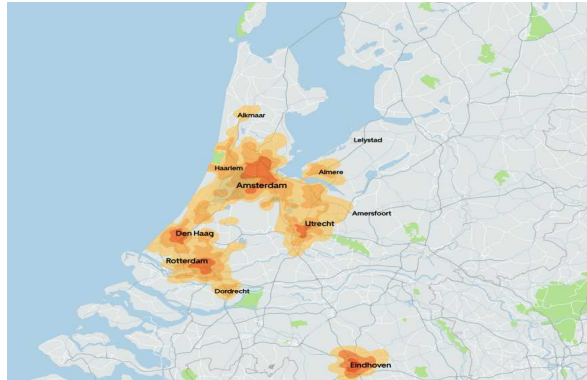 Alkmaar
Lelystad
Haarlem
Almere
Amsterdam
Amersfoort
Utrecht
Den Haag
Rotterdam
Dordrecht
Eindhoven